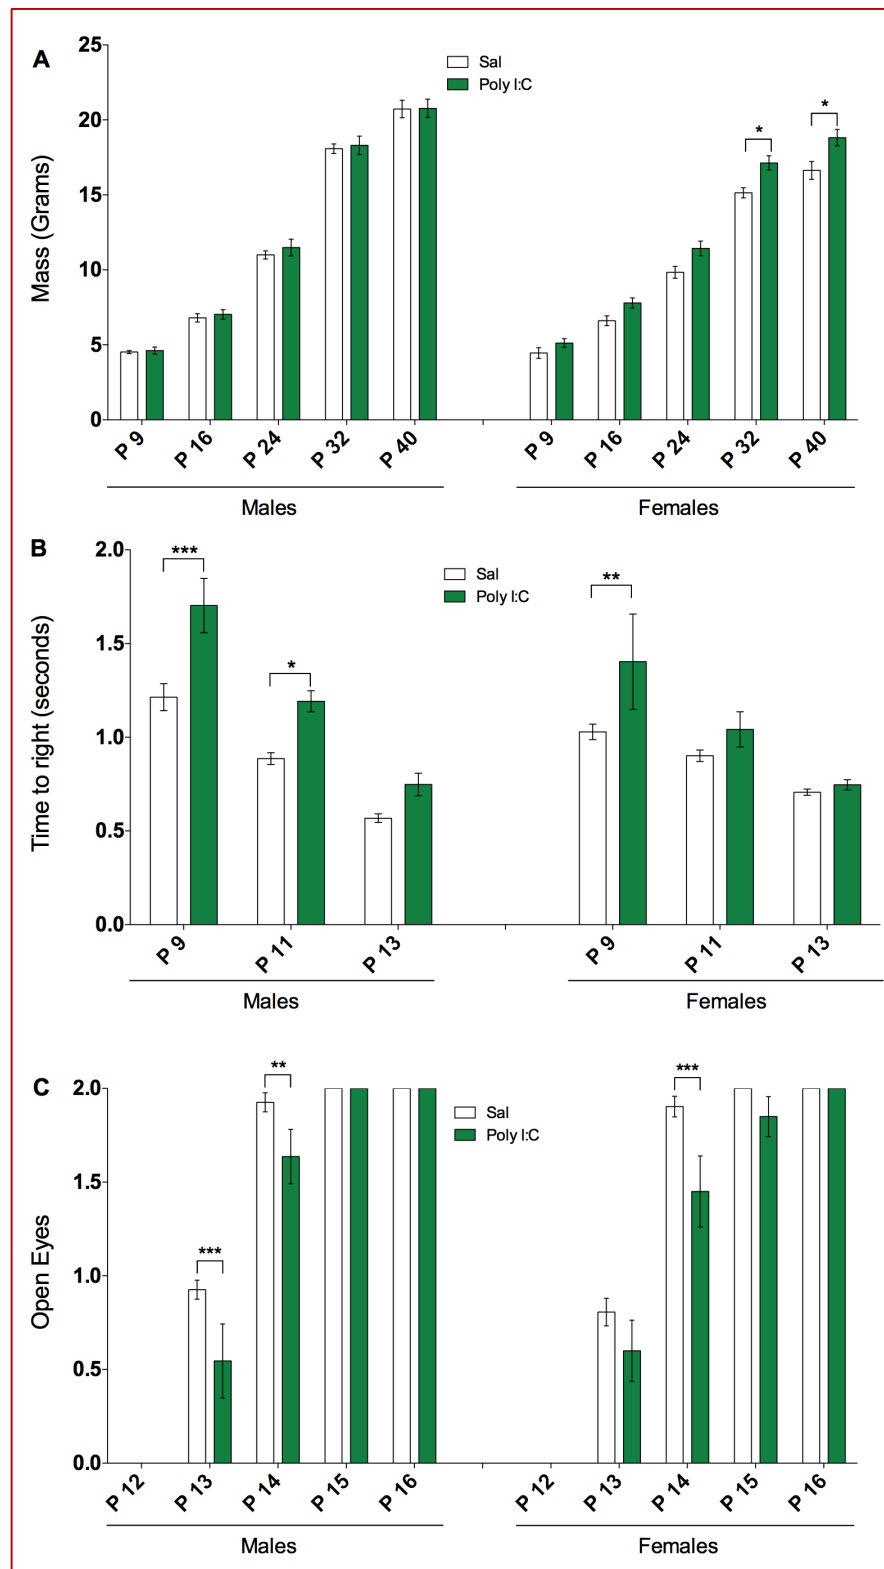 A
25
20
15
10
5
0
Mass (Grams)
Sal
Poly I:C
*
*
P 9
P 16
P 24
P 32
P 40
P 9
P 16
P 24
P 32
P 40
Males
Females
B
2.0
1.5
1.0
0.5
0.0
Time to right (seconds)
Sal
Poly I:C
***
*
**
P 9
P 11
P 13
P 9
P 11
P 13
Males
Females
C
2.0
1.5
1.0
0.5
0.0
Open Eyes
Sal
Poly I:C
***
**
***
P 12
P 13
P 14
P 15
P 16
P 12
P 13
P 14
P 15
P 16
Males
Females